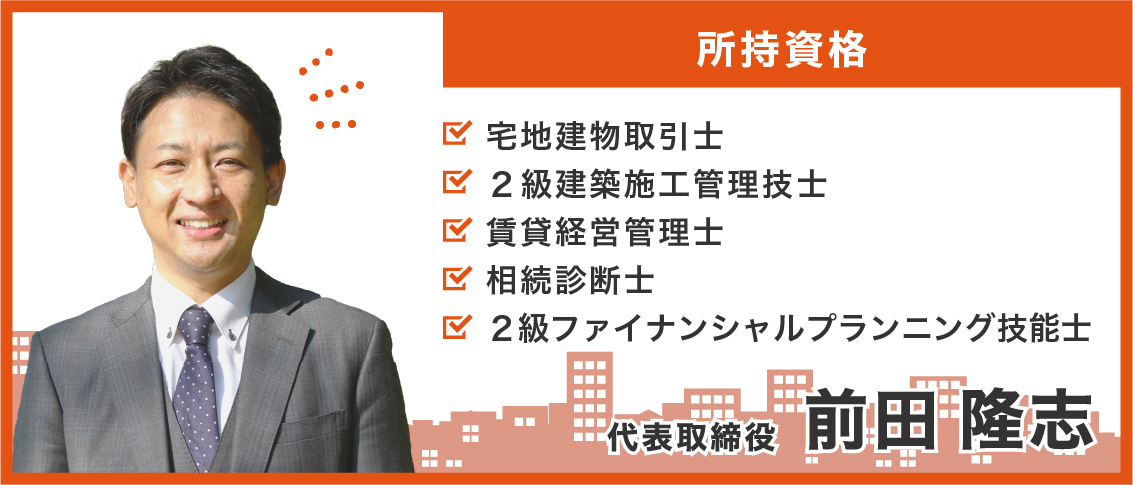 所持資格
宅地建物取引士
２級建築施工管理技士
賃貸経営管理士
相続診断士
２級ファイナンシャルプランニング技能士
代表取締役 前田 隆志